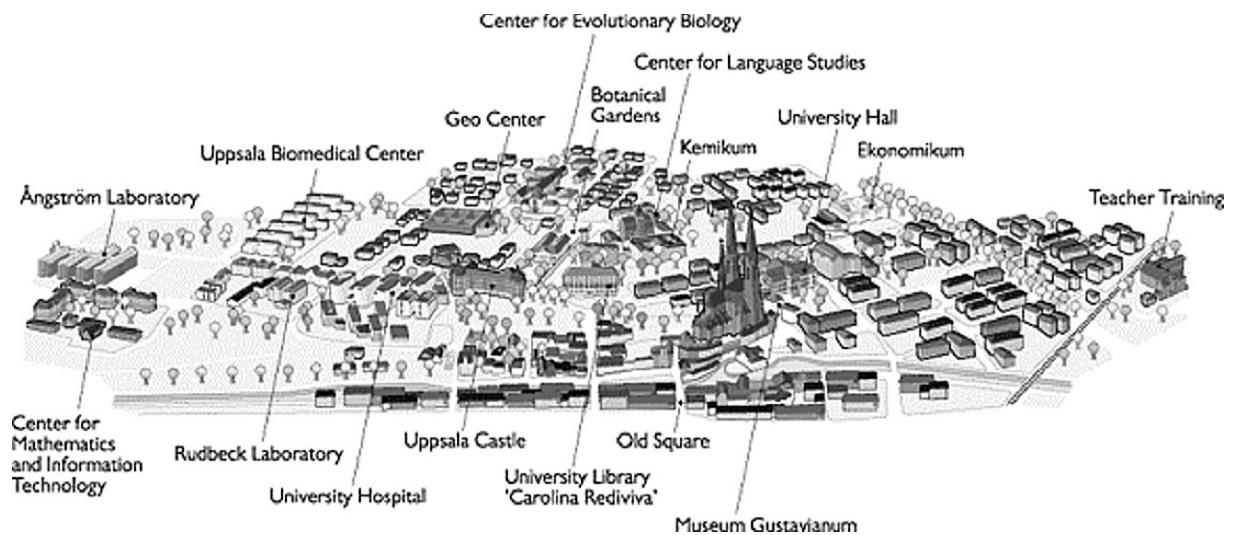 Center for Evolutionary Biology
Center for Language Studies
Botanical
Gardens
Geo Center
University Hall
Kemikum
Ekonomikum
Uppsala Biomedical Center
Ångström Laboratory
Teacher Training
Center for
Mathematics
and Information
Technology
Rudbeck Laboratory
University Hospital
Uppsala Castle
Old Square
University Library
'Carolina Rediviva'
Museum Gustavianum